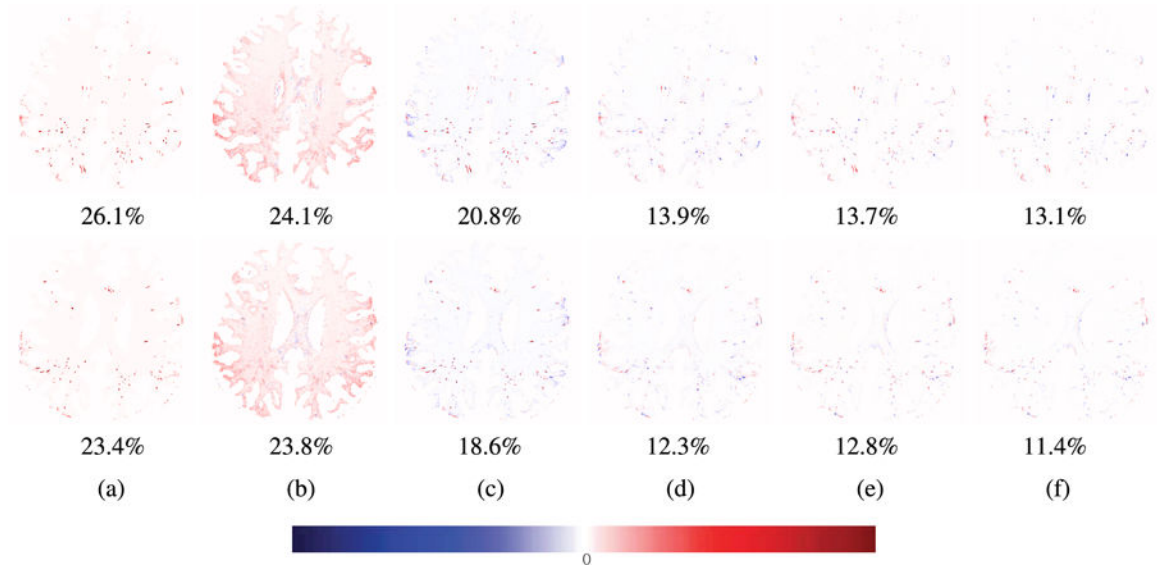 26.1% 24.1% 20.8% 13.9% 13.7% 13.1%
23.4% 23.8% 18.6% 12.3% 12.8% 11.4%
(a) (b) (c) (d) (e) (f)
0